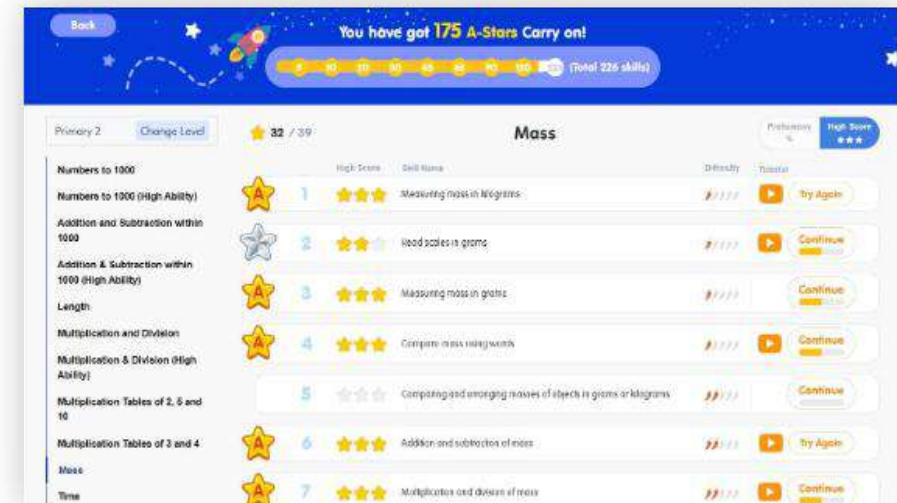 Back
You have got 175 A-Stars Carry on!
(Total 226 skills)
Primary 2
Change Level
32 / 39
Mass
Proficiency
%
High Score
High Score
Skill Name
Difficulty
Tutorial
Numbers to 1000
Numbers to 1000 (High Ability)
Addition and Subtraction within
1000
Addition & Subtraction within
1000 (High Ability)
Length
Multiplication and Division
Multiplication & Division (High
Ability)
Multiplication Tables of 2, 5 and
10
Multiplication Tables of 3 and 4
Mass
Time
A
1
Measuring mass in kilograms
Try Again
2
Read scales in grams
Continue
A
3
Measuring mass in grams
Continue
A
4
Compare mass using words
Continue
5
Comparing and arranging masses of objects in grams or kilograms
Continue
A
6
Addition and subtraction of mass
Try Again
A
7
Multiplication and division of mass
Continue